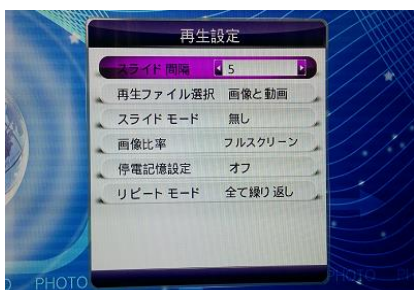 再生設定
スライド 間隔 5
再生ファイル選択 画像と動画
スライド モード 無し
画像比率 フルスクリーン
停電記憶設定 オフ
リピート モード 全て繰り返し
PHOTO